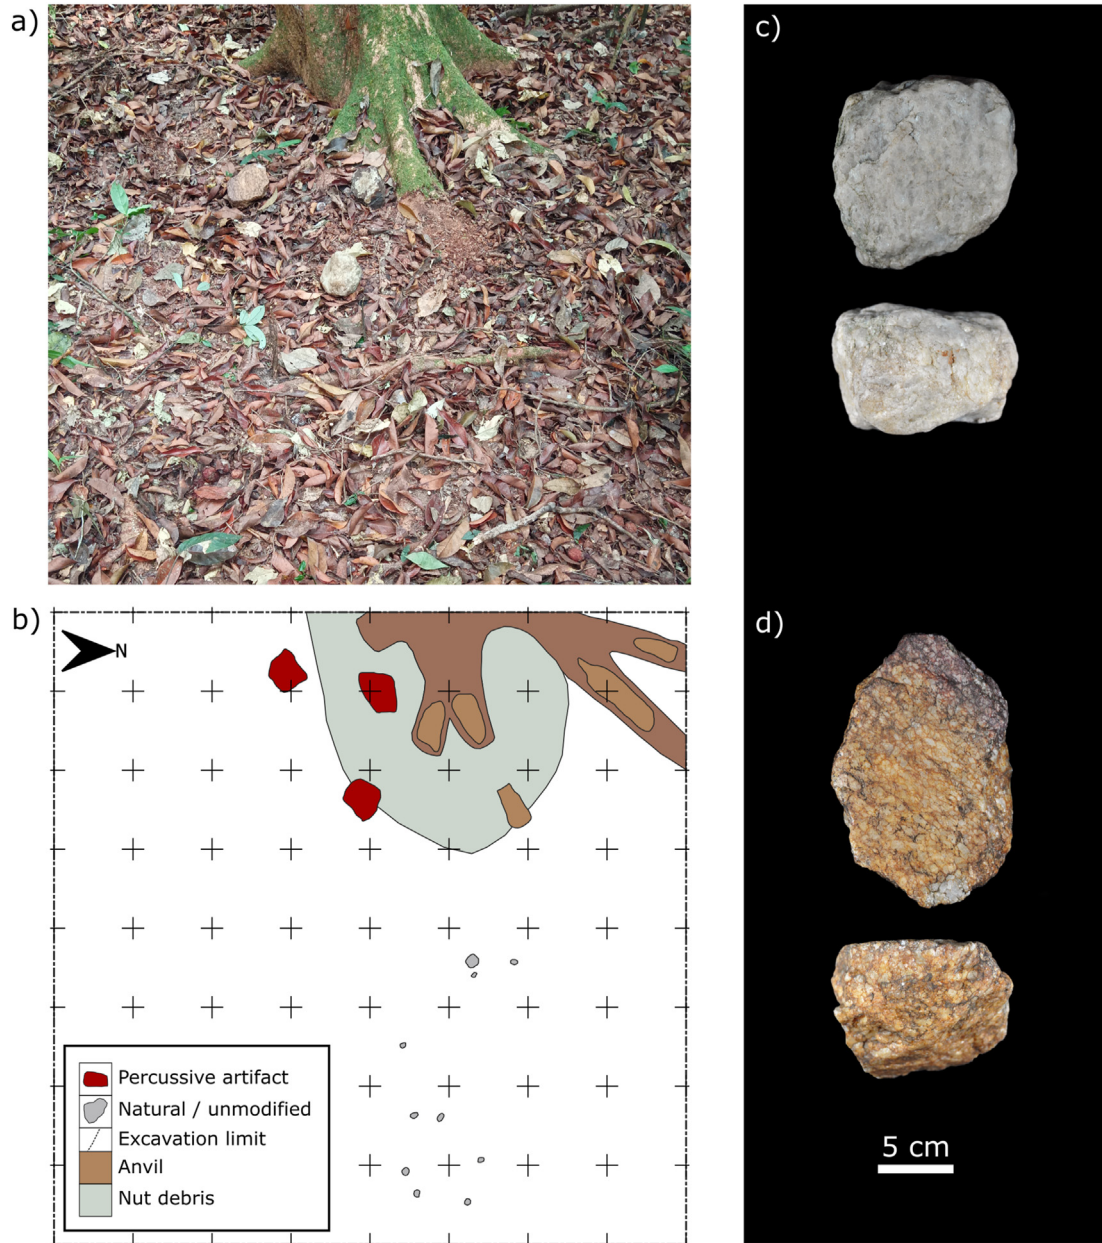 a)
b)
N
Percussive artifact
Natural / unmodified
Excavation limit
Anvil
Nut debris
c)
d)
5 cm